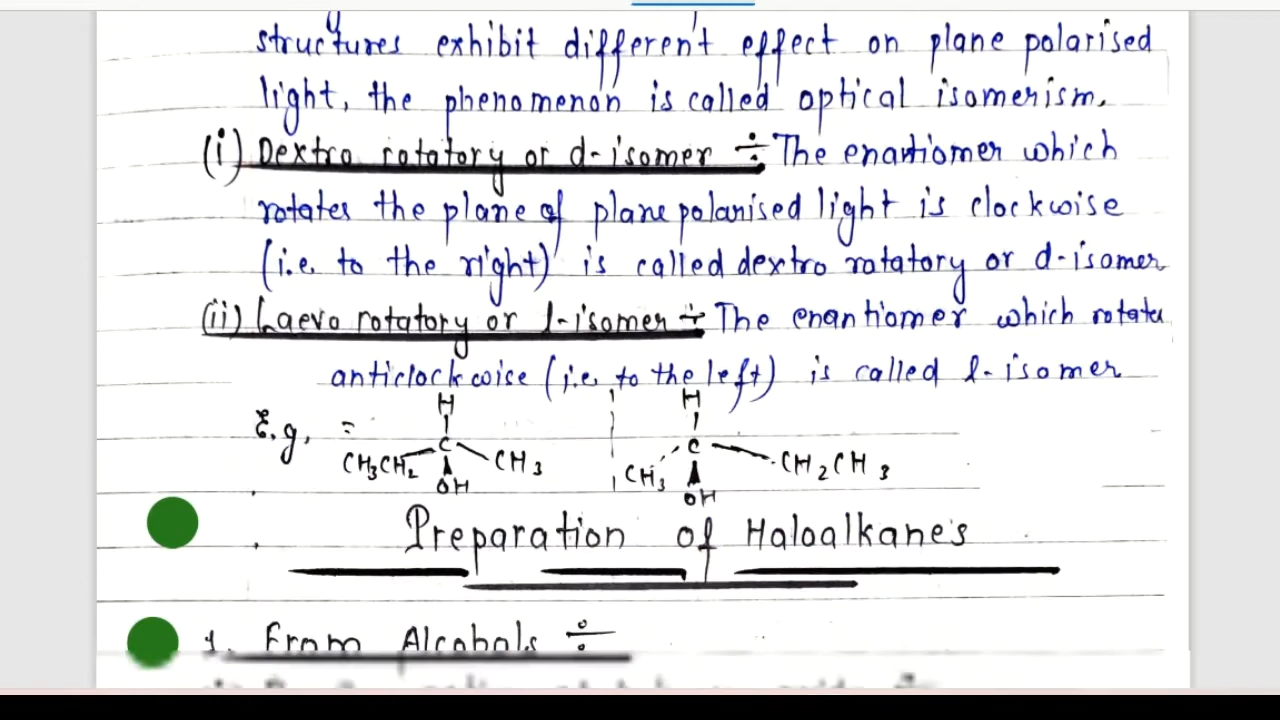 structures exhibit different effect on plane polarised
light, the phenomenon is called optical isomerism.
(i) Dextro rotatory or d-isomer ÷ The enantiomer which
rotates the plane of plane polarised light is clockwise
(i.e. to the right) is called dextro rotatory or d-isomer
(ii) Laevo rotatory or l-isomer ÷ The enantiomer which rotates
anticlockwise (i.e. to the left) is called l-isomer
E.g. =
H H
CH3CH2 C CH3 CH3 C CH2CH3
OH OH
Preparation of Haloalkanes
1. From Alcohols ÷